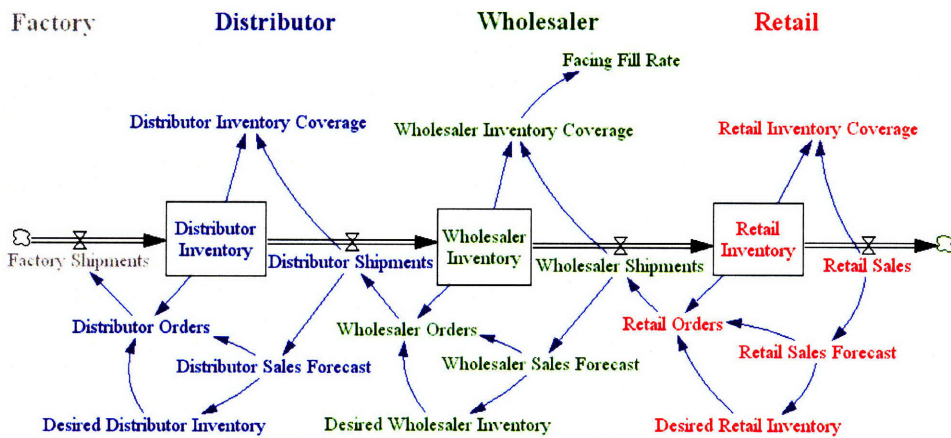 Factory
Distributor
Wholesaler
Retail
Facing Fill Rate
Distributor Inventory Coverage
Wholesaler Inventory Coverage
Retail Inventory Coverage
Distributor
Inventory
Wholesaler
Inventory
Retail
Inventory
Factory Shipments
Distributor Shipments
Wholesaler Shipments
Retail Sales
Distributor Orders
Wholesaler Orders
Retail Orders
Distributor Sales Forecast
Wholesaler Sales Forecast
Retail Sales Forecast
Desired Distributor Inventory
Desired Wholesaler Inventory
Desired Retail Inventory